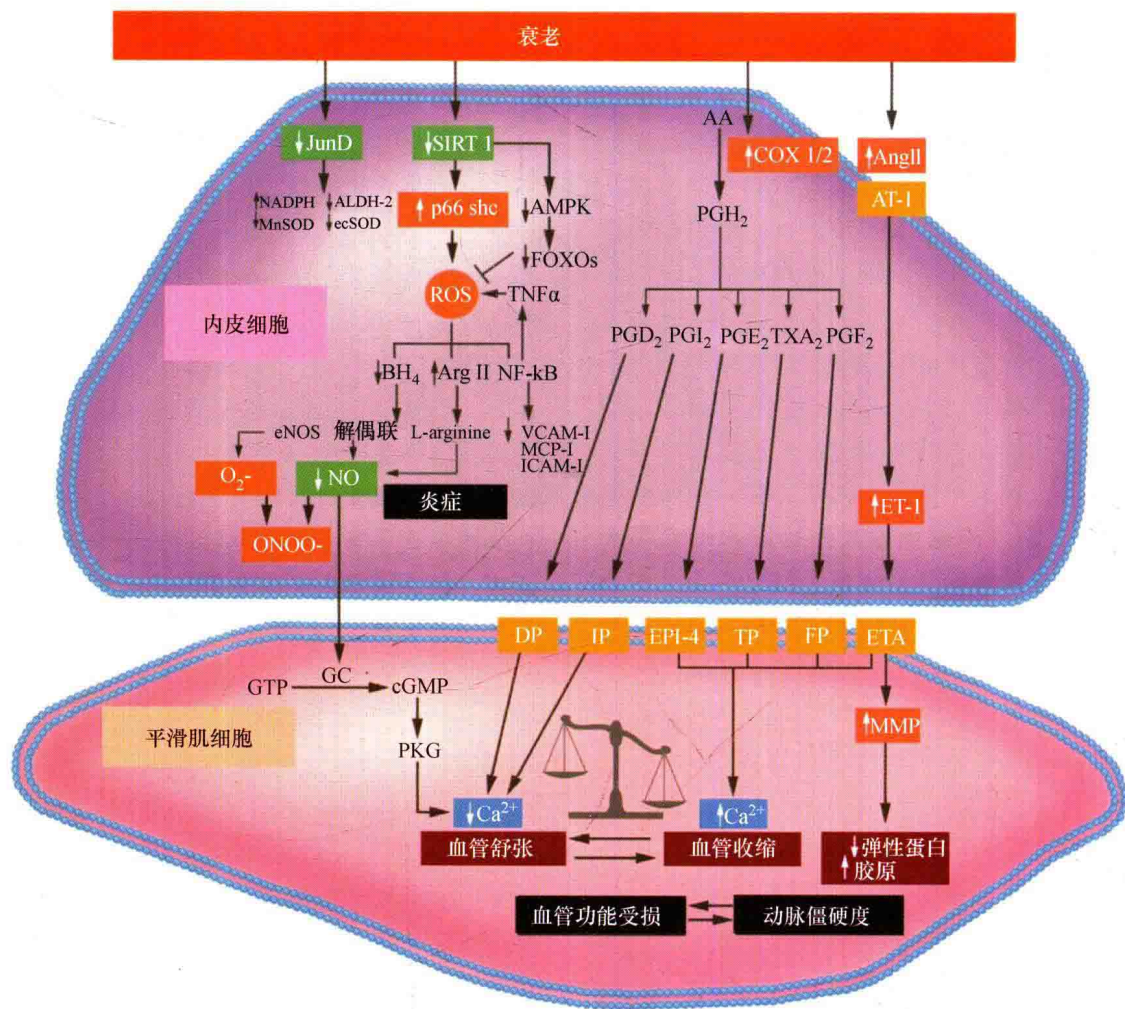 衰老
↓JunD
↓SIRT 1
AA
↑COX 1/2
↑AngII
AT-1
↑NADPH ↓ALDH-2
↓MnSOD ↓ecSOD
↑ p66 shc
↓AMPK
PGH₂
↓FOXOs
ROS
TNFα
内皮细胞
PGD₂ PGI₂ PGE₂ TXA₂ PGF₂
↓BH₄ ↑Arg II NF-kB
eNOS 解偶联 L-arginine ↓ VCAM-I
MCP-I
ICAM-I
O₂-
↓NO
炎症
↑ET-1
ONOO-
DP IP EPI-4 TP FP ETA
GC
GTP cGMP
↑MMP
平滑肌细胞
PKG
↓Ca²⁺
↑Ca²⁺
血管舒张
血管收缩
↓弹性蛋白
↑胶原
血管功能受损
动脉僵硬度